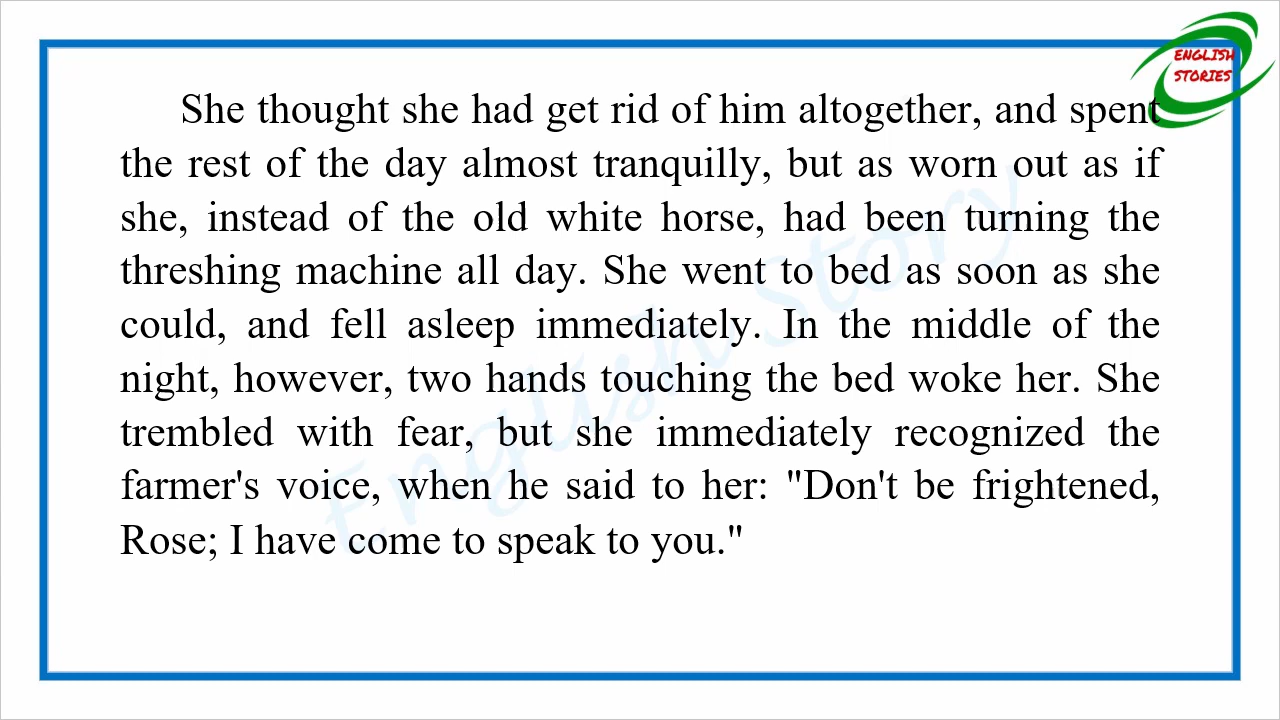 ENGLISH
STORIES
She thought she had get rid of him altogether, and spent
the rest of the day almost tranquilly, but as worn out as if
she, instead of the old white horse, had been turning the
threshing machine all day. She went to bed as soon as she
could, and fell asleep immediately. In the middle of the
night, however, two hands touching the bed woke her. She
trembled with fear, but she immediately recognized the
farmer's voice, when he said to her: "Don't be frightened,
Rose; I have come to speak to you."
English Story